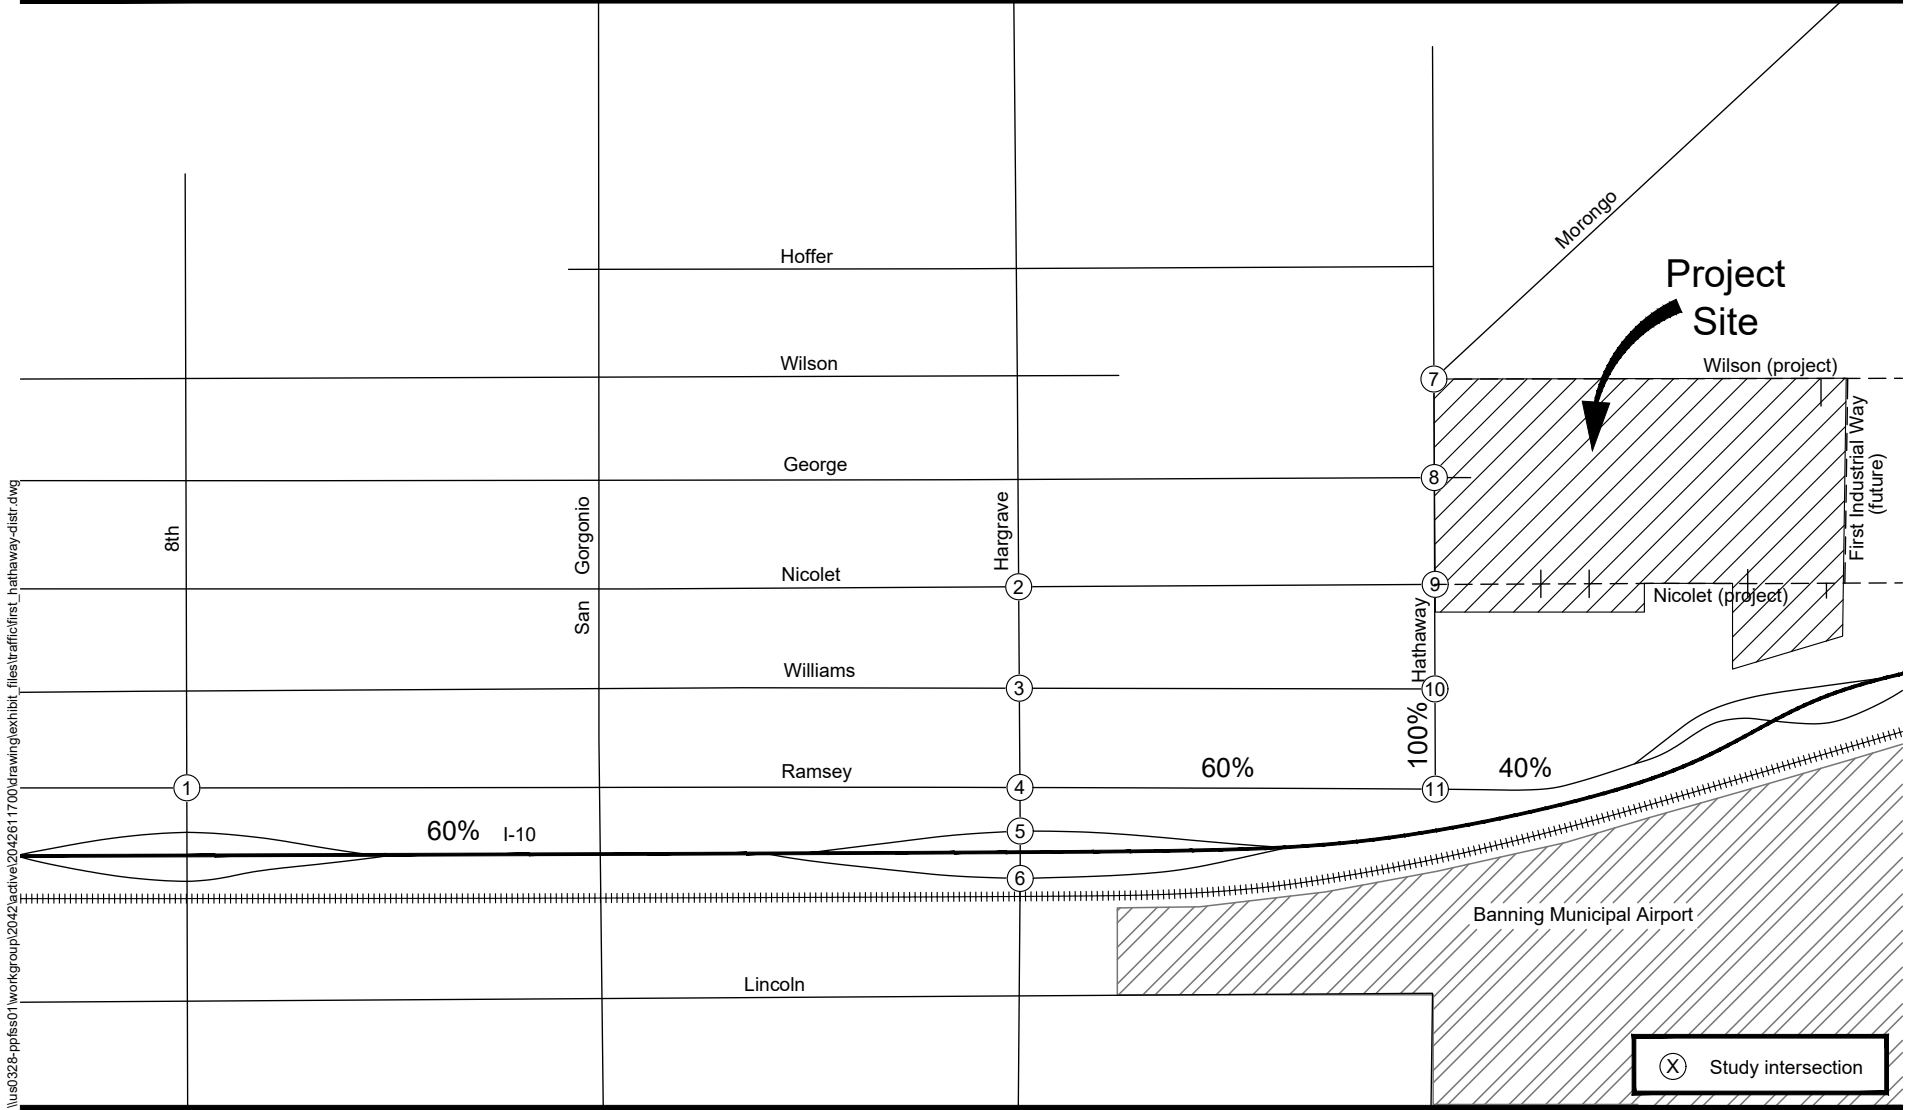 Hoffer
Morongo
Project
Site
Wilson
Wilson (project)
7
George
8
First Industrial Way
(future)
8th
San Gorgonio
Hargrave
Nicolet
2
9
Nicolet (project)
Hathaway
Williams
3
10
100%
Ramsey
60%
40%
1
4
11
60%
I-10
5
6
Banning Municipal Airport
Lincoln
X Study intersection
\\us0328-ppfss01\workgroup\2042\active\2042611700\drawing\exhibit_files\traffic\first_hathaway-distr.dwg